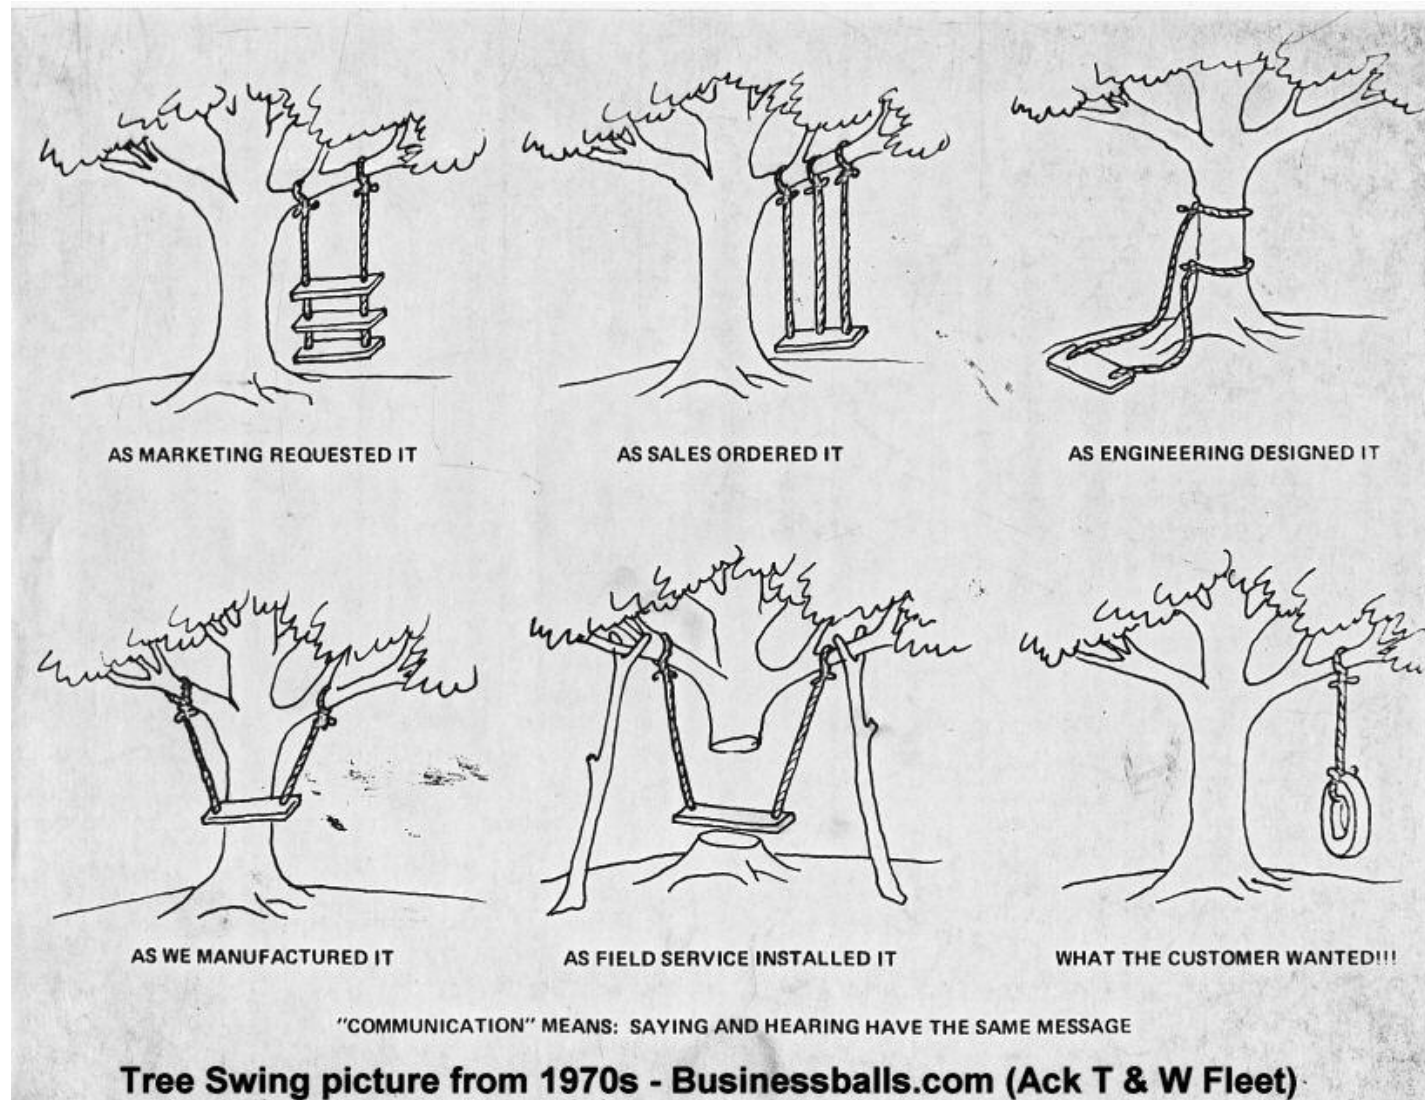 AS MARKETING REQUESTED IT
AS SALES ORDERED IT
AS ENGINEERING DESIGNED IT
AS WE MANUFACTURED IT
AS FIELD SERVICE INSTALLED IT
WHAT THE CUSTOMER WANTED!!!
"COMMUNICATION" MEANS: SAYING AND HEARING HAVE THE SAME MESSAGE
Tree Swing picture from 1970s - Businessballs.com (Ack T & W Fleet)